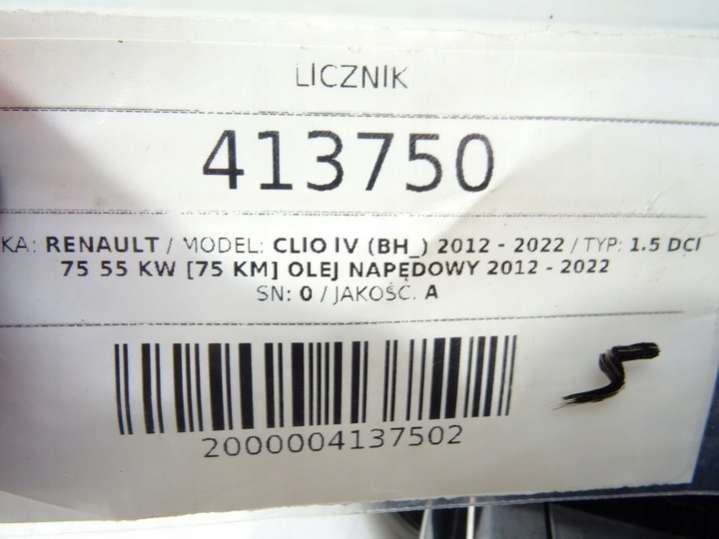 LICZNIK
413750
KA: RENAULT / MODEL: CLIO IV (BH_) 2012 - 2022 / TYP: 1.5 DCI
75 55 KW [75 KM] OLEJ NAPĘDOWY 2012 - 2022
SN: 0 / JAKOŚĆ: A
2000004137502
5